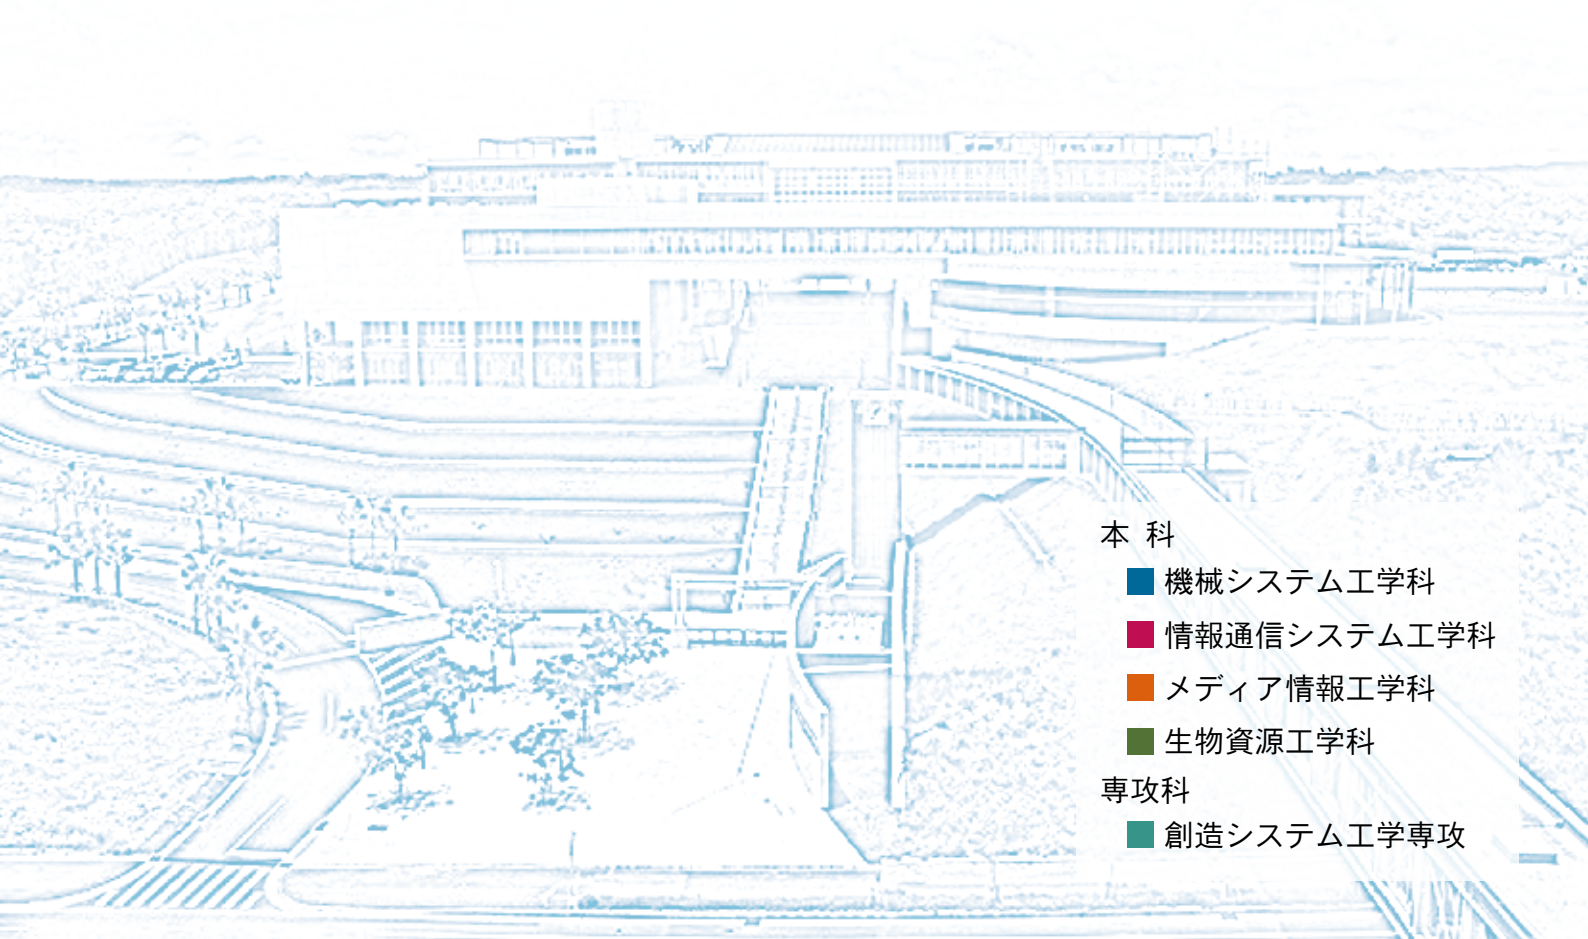 本 科
機械システム工学科
情報通信システム工学科
メディア情報工学科
生物資源工学科
専攻科
創造システム工学専攻